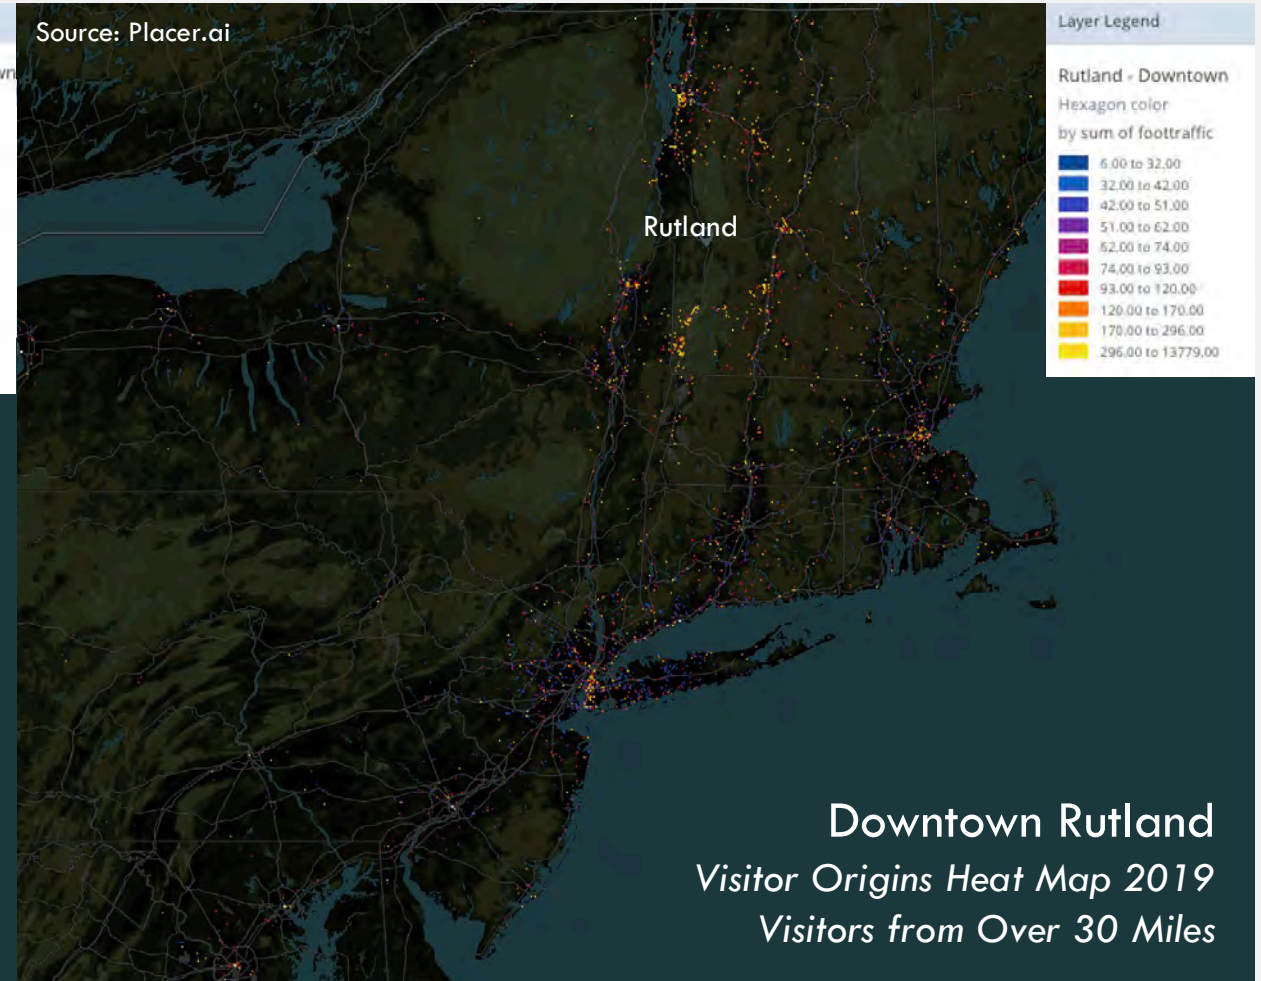 Source: Placer.ai
Layer Legend
Rutland - Downtown
Hexagon color
by sum of foottraffic
6.00 to 32.00
32.00 to 42.00
42.00 to 51.00
51.00 to 62.00
62.00 to 74.00
74.00 to 93.00
93.00 to 120.00
120.00 to 170.00
170.00 to 296.00
296.00 to 13779.00
Rutland
Downtown Rutland
Visitor Origins Heat Map 2019
Visitors from Over 30 Miles